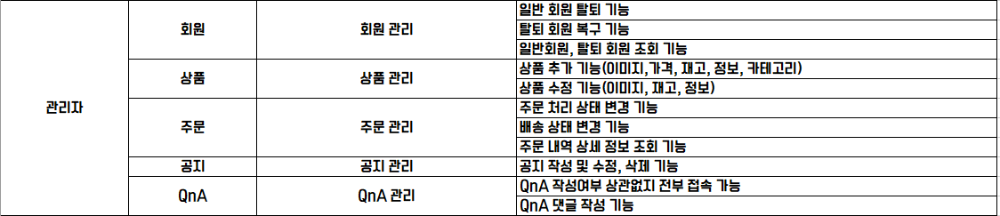 관리자
회원
회원 관리
일반 회원 탈퇴 기능
탈퇴 회원 복구 기능
일반회원, 탈퇴 회원 조회 기능
상품
상품 관리
상품 추가 기능(이미지,가격, 재고, 정보, 카테고리)
상품 수정 기능(이미지, 재고, 정보)
주문
주문 관리
주문 처리 상태 변경 기능
배송 상태 변경 기능
주문 내역 상세 정보 조회 기능
공지
공지 관리
공지 작성 및 수정, 삭제 기능
QnA
QnA 관리
QnA 작성여부 상관없지 전부 접속 가능
QnA 댓글 작성 기능